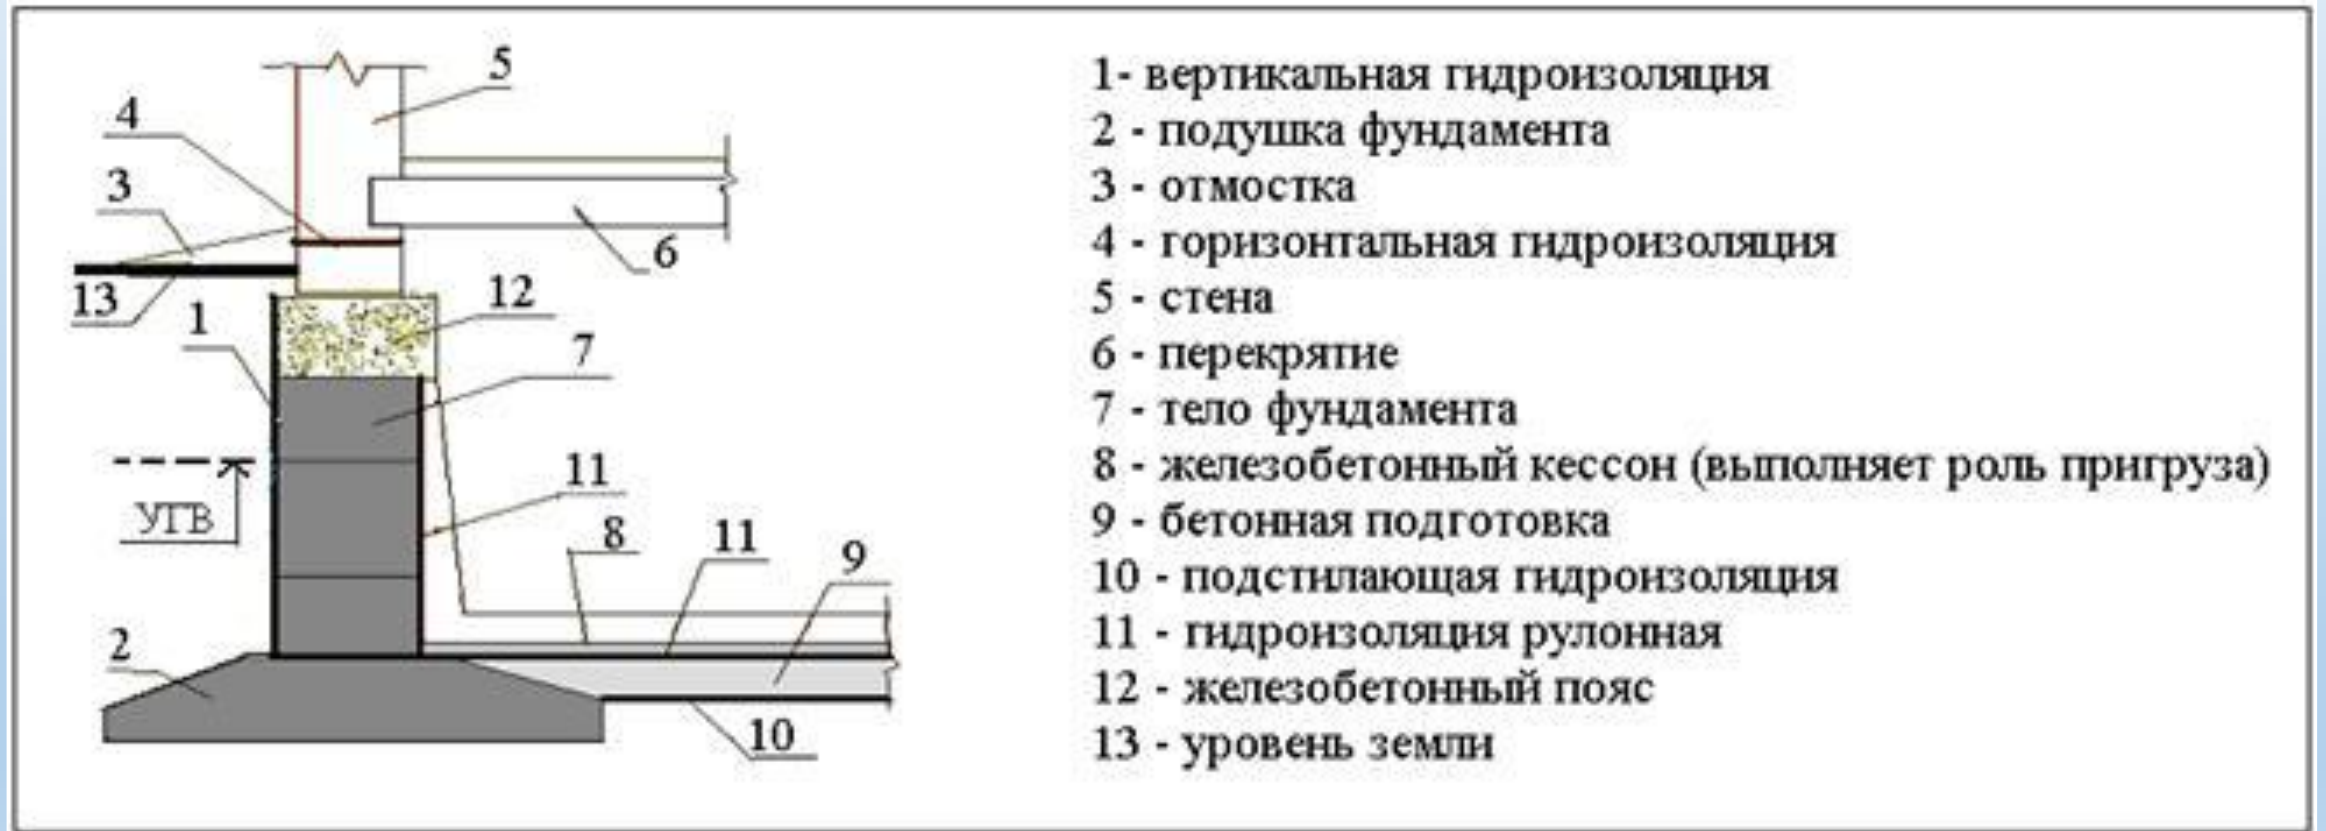 5
4
3
6
13
12
1
7
11
УГВ
8
11
9
2
10
1- вертикальная гидроизоляция
2 - подушка фундамента
3 - отмостка
4 - горизонтальная гидроизоляция
5 - стена
6 - перекрятие
7 - тело фундамента
8 - железобетонный кессон (выполняет роль пригруза)
9 - бетонная подготовка
10 - подстилающая гидроизоляция
11 - гидроизоляция рулонная
12 - железобетонный пояс
13 - уровень земли